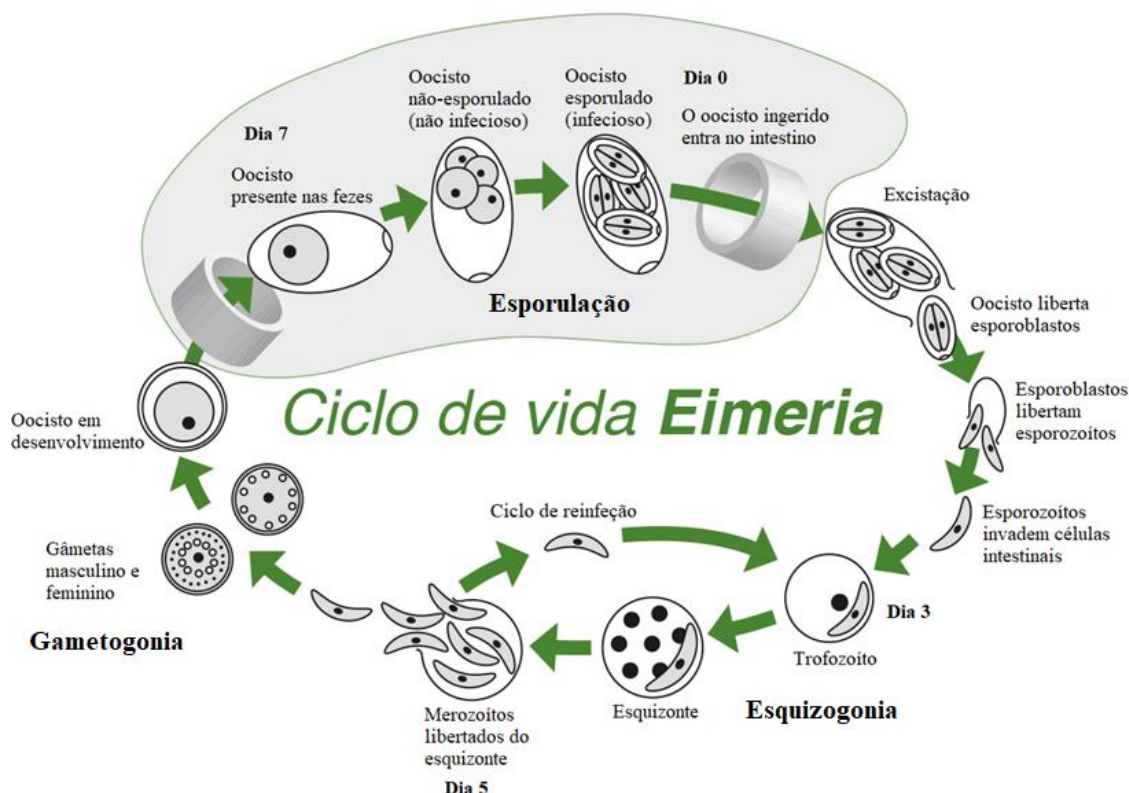 Dia 7
Oocisto
presente nas fezes
Oocisto
não-esporulado
(não infecioso)
Oocisto
esporulado
(infecioso)
Dia 0
O oocisto ingerido
entra no intestino
Esporulação
Excistação
Oocisto liberta
esporoblastos
Esporoblastos
libertam
esporozoítos
Esporozoítos
invadem células
intestinais
Ciclo de vida Eimeria
Oocisto em
desenvolvimento
Ciclo de reinfeção
Gâmetas
masculino e
feminino
Gametogonia
Dia 3
Trofozoíto
Esquizogonia
Esquizonte
Merozoítos
libertados do
esquizonte
Dia 5